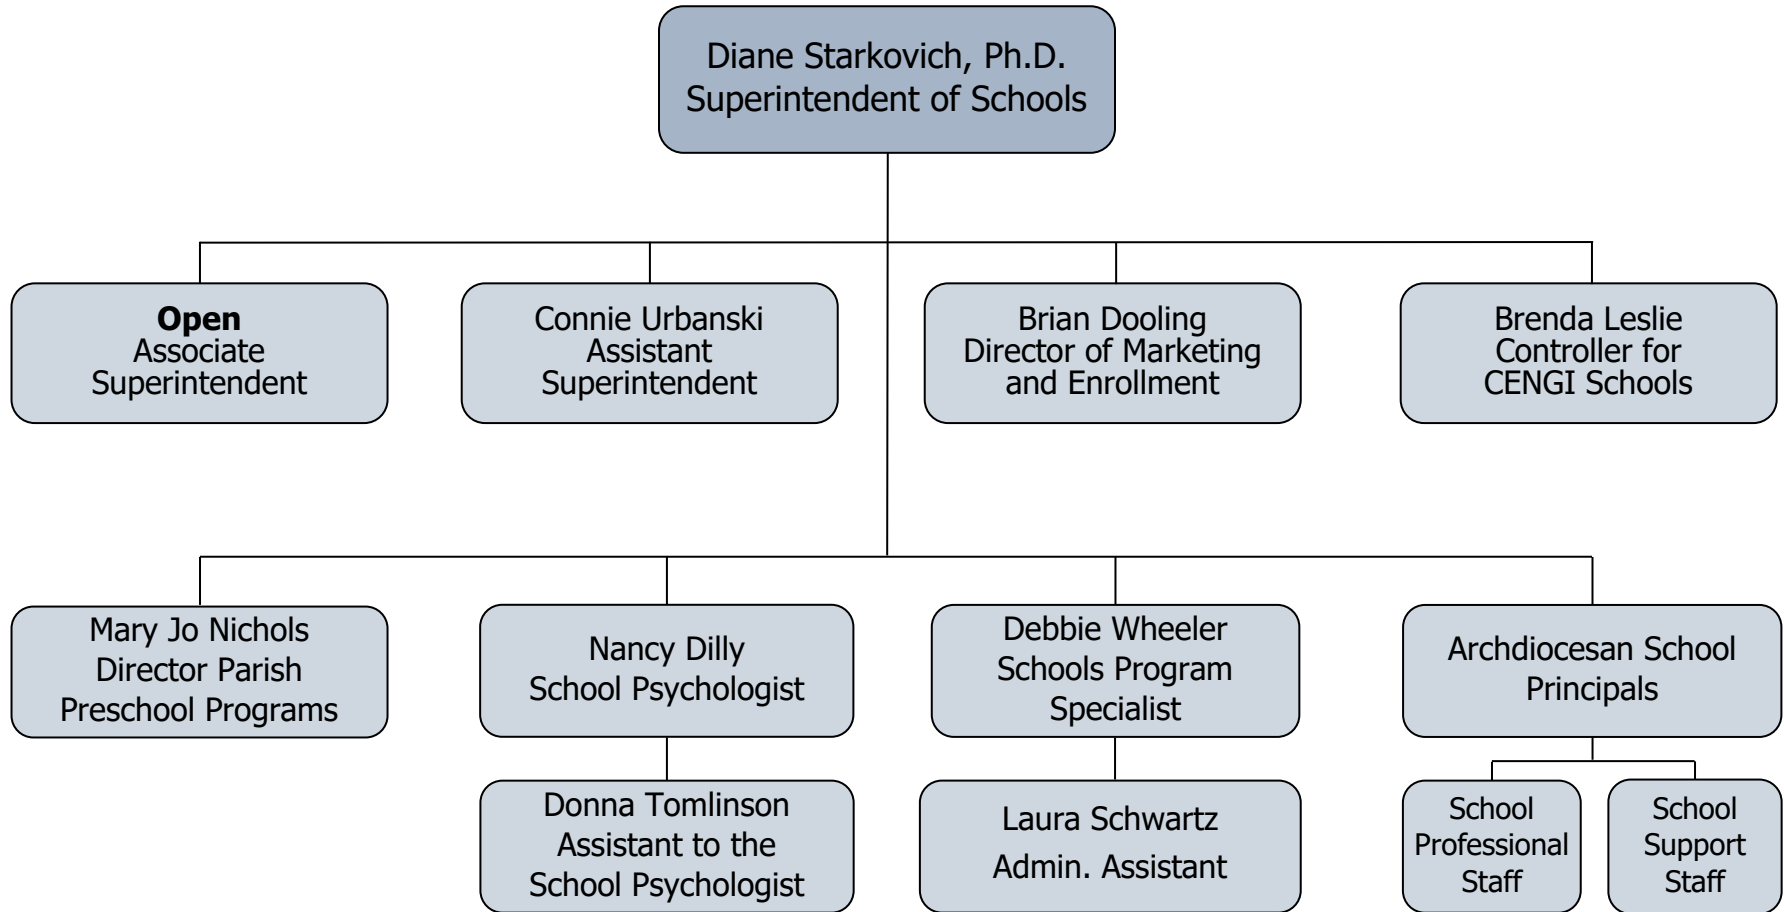 Diane Starkovich, Ph.D.
Superintendent of Schools
Open
Associate
Superintendent
Connie Urbanski
Assistant
Superintendent
Brian Dooling
Director of Marketing
and Enrollment
Brenda Leslie
Controller for
CENGI Schools
Mary Jo Nichols
Director Parish
Preschool Programs
Nancy Dilly
School Psychologist
Debbie Wheeler
Schools Program
Specialist
Archdiocesan School
Principals
Donna Tomlinson
Assistant to the
School Psychologist
Laura Schwartz
Admin. Assistant
School
Professional
Staff
School
Support
Staff